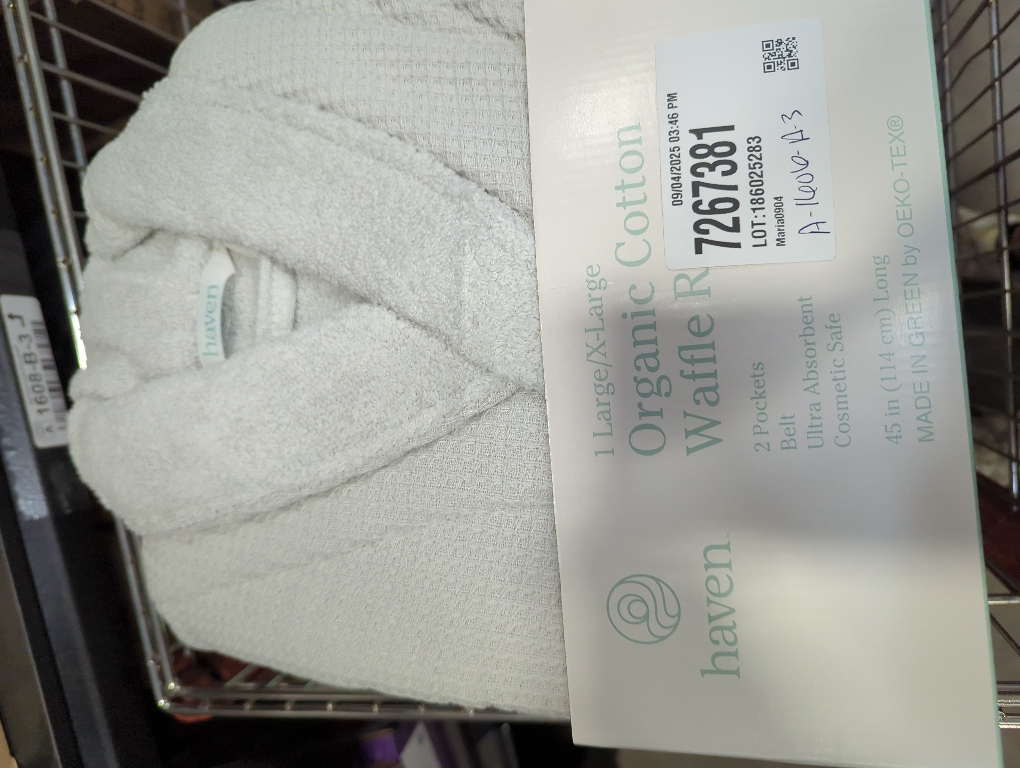 haven
1 Large/X-Large
Organic Cotton
Waffle R
2 Pockets
Belt
Ultra Absorbent
Cosmetic Safe
45 in (114 cm) Long
MADE IN GREEN by OEKO-TEX®
haven
09/04/2025 03:46 PM
7267381
LOT:186025283
Maria0904
A-1606-A-3
A 1608-B-3